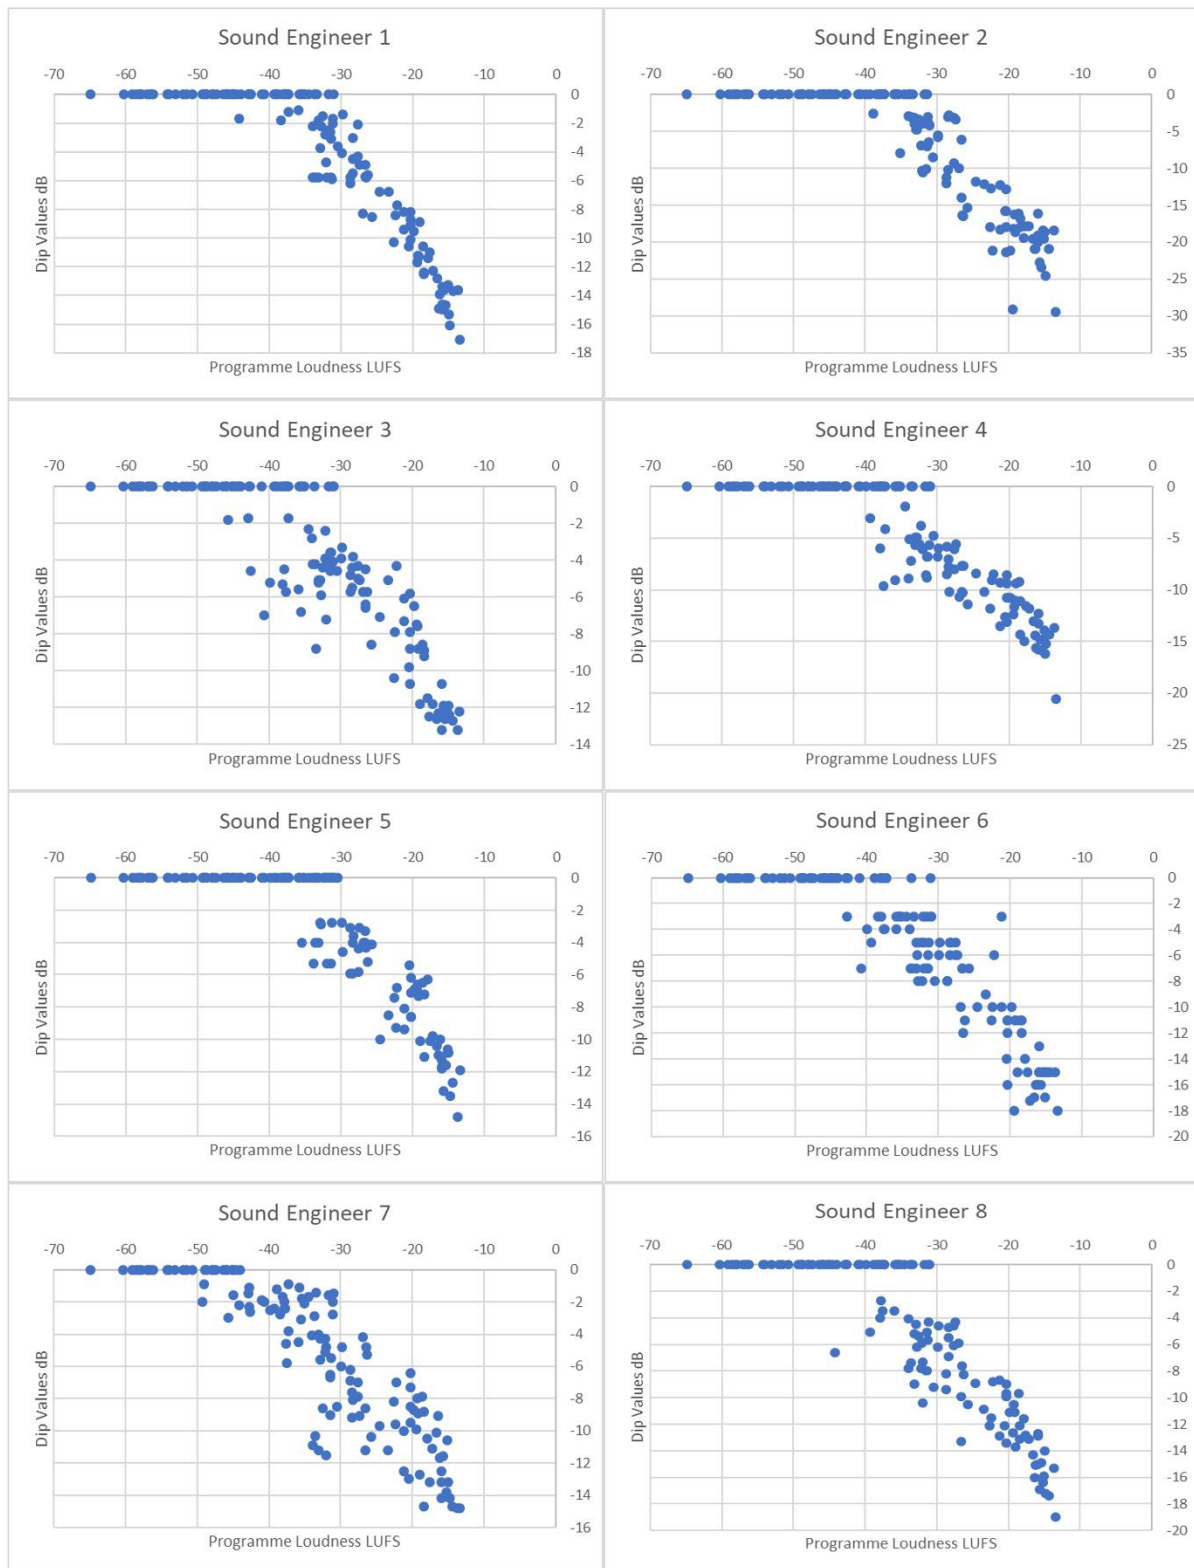 Sound Engineer 1
-70 -60 -50 -40 -30 -20 -10 0
0
-2
-4
-6
-8
-10
-12
-14
-16
-18
Dip Values dB
Programme Loudness LUFS
Sound Engineer 2
-70 -60 -50 -40 -30 -20 -10 0
0
-5
-10
-15
-20
-25
-30
-35
Dip Values dB
Programme Loudness LUFS
Sound Engineer 3
-70 -60 -50 -40 -30 -20 -10 0
0
-2
-4
-6
-8
-10
-12
-14
Dip Values dB
Programme Loudness LUFS
Sound Engineer 4
-70 -60 -50 -40 -30 -20 -10 0
0
-5
-10
-15
-20
-25
Dip Values dB
Programme Loudness LUFS
Sound Engineer 5
-70 -60 -50 -40 -30 -20 -10 0
0
-2
-4
-6
-8
-10
-12
-14
-16
Dip Values dB
Programme Loudness LUFS
Sound Engineer 6
-70 -60 -50 -40 -30 -20 -10 0
0
-2
-4
-6
-8
-10
-12
-14
-16
-18
-20
Dip Values dB
Programme Loudness LUFS
Sound Engineer 7
-70 -60 -50 -40 -30 -20 -10 0
0
-2
-4
-6
-8
-10
-12
-14
-16
Dip Values dB
Programme Loudness LUFS
Sound Engineer 8
-70 -60 -50 -40 -30 -20 -10 0
0
-2
-4
-6
-8
-10
-12
-14
-16
-18
-20
Dip Values dB
Programme Loudness LUFS